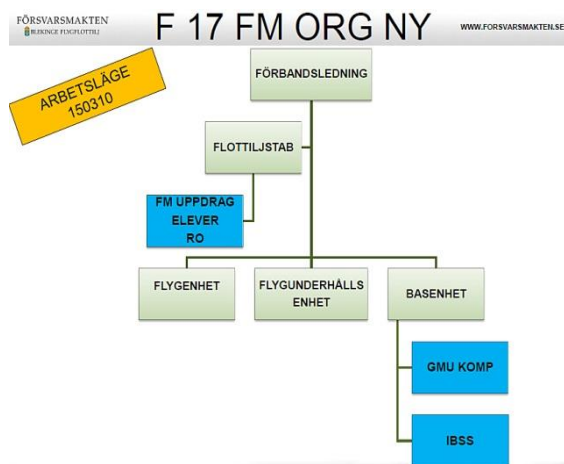 FÖRSVARSMAKTEN
BLEKINGE FLYGFLOTTILJ
F 17 FM ORG NY
WWW.FORSVARSMAKTEN.SE
ARBETSLÄGE
150310
FÖRBANDSLEDNING
FLOTTILJSTAB
FM UPPDRAG
ELEVER
RO
FLYGENHET
FLYGUNDERHÅLLS
ENHET
BASENHET
GMU KOMP
IBSS